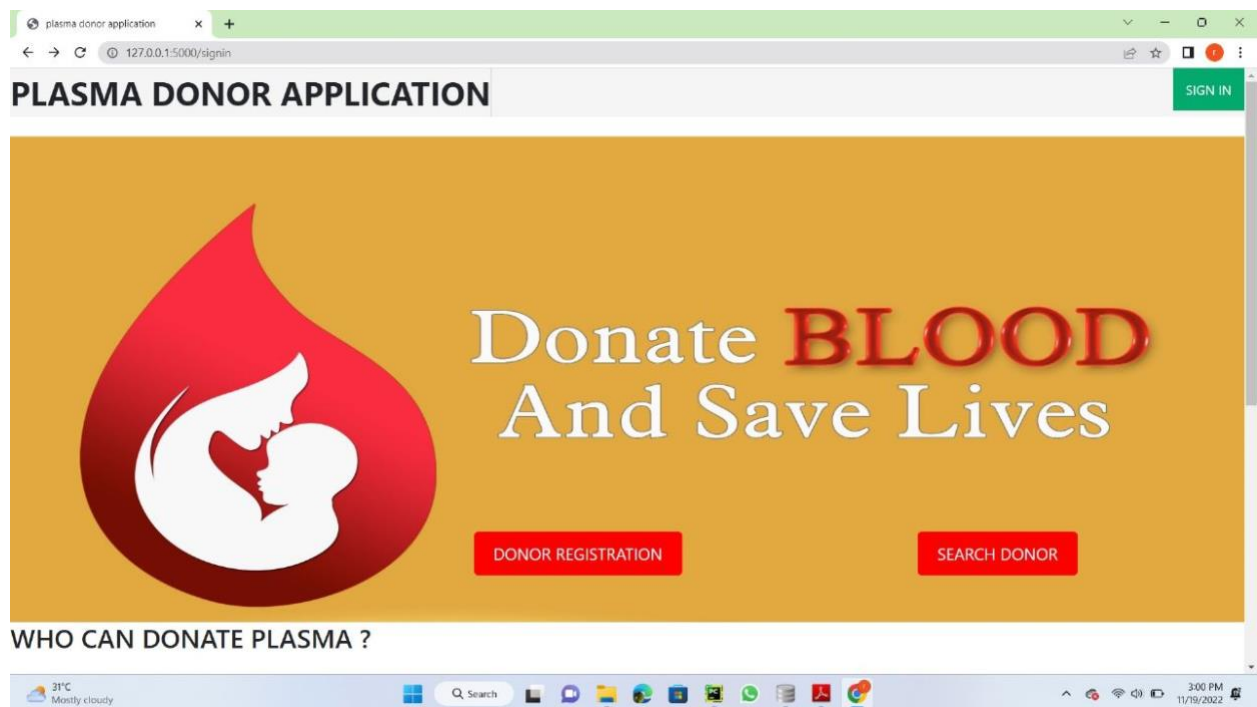 plasma donor application
127.0.0.1:5000/signin
PLASMA DONOR APPLICATION
SIGN IN
Donate BLOOD
And Save Lives
DONOR REGISTRATION
SEARCH DONOR
WHO CAN DONATE PLASMA ?
31°C
Mostly cloudy
Search
3:00 PM
11/19/2022